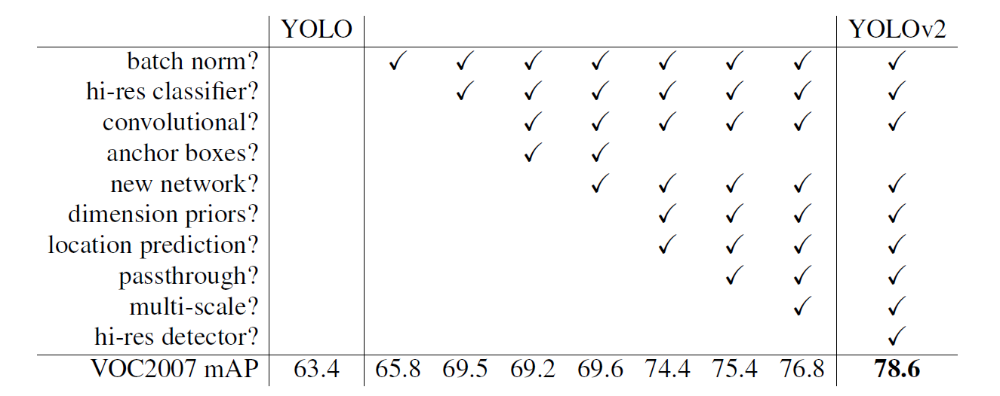 YOLO YOLOv2
batch norm? ✓ ✓ ✓ ✓ ✓ ✓ ✓ ✓
hi-res classifier? ✓ ✓ ✓ ✓ ✓ ✓ ✓
convolutional? ✓ ✓ ✓ ✓ ✓ ✓
anchor boxes? ✓ ✓
new network? ✓ ✓ ✓ ✓ ✓
dimension priors? ✓ ✓ ✓ ✓
location prediction? ✓ ✓ ✓ ✓
passthrough? ✓ ✓ ✓
multi-scale? ✓ ✓
hi-res detector? ✓
VOC2007 mAP 63.4 65.8 69.5 69.2 69.6 74.4 75.4 76.8 78.6